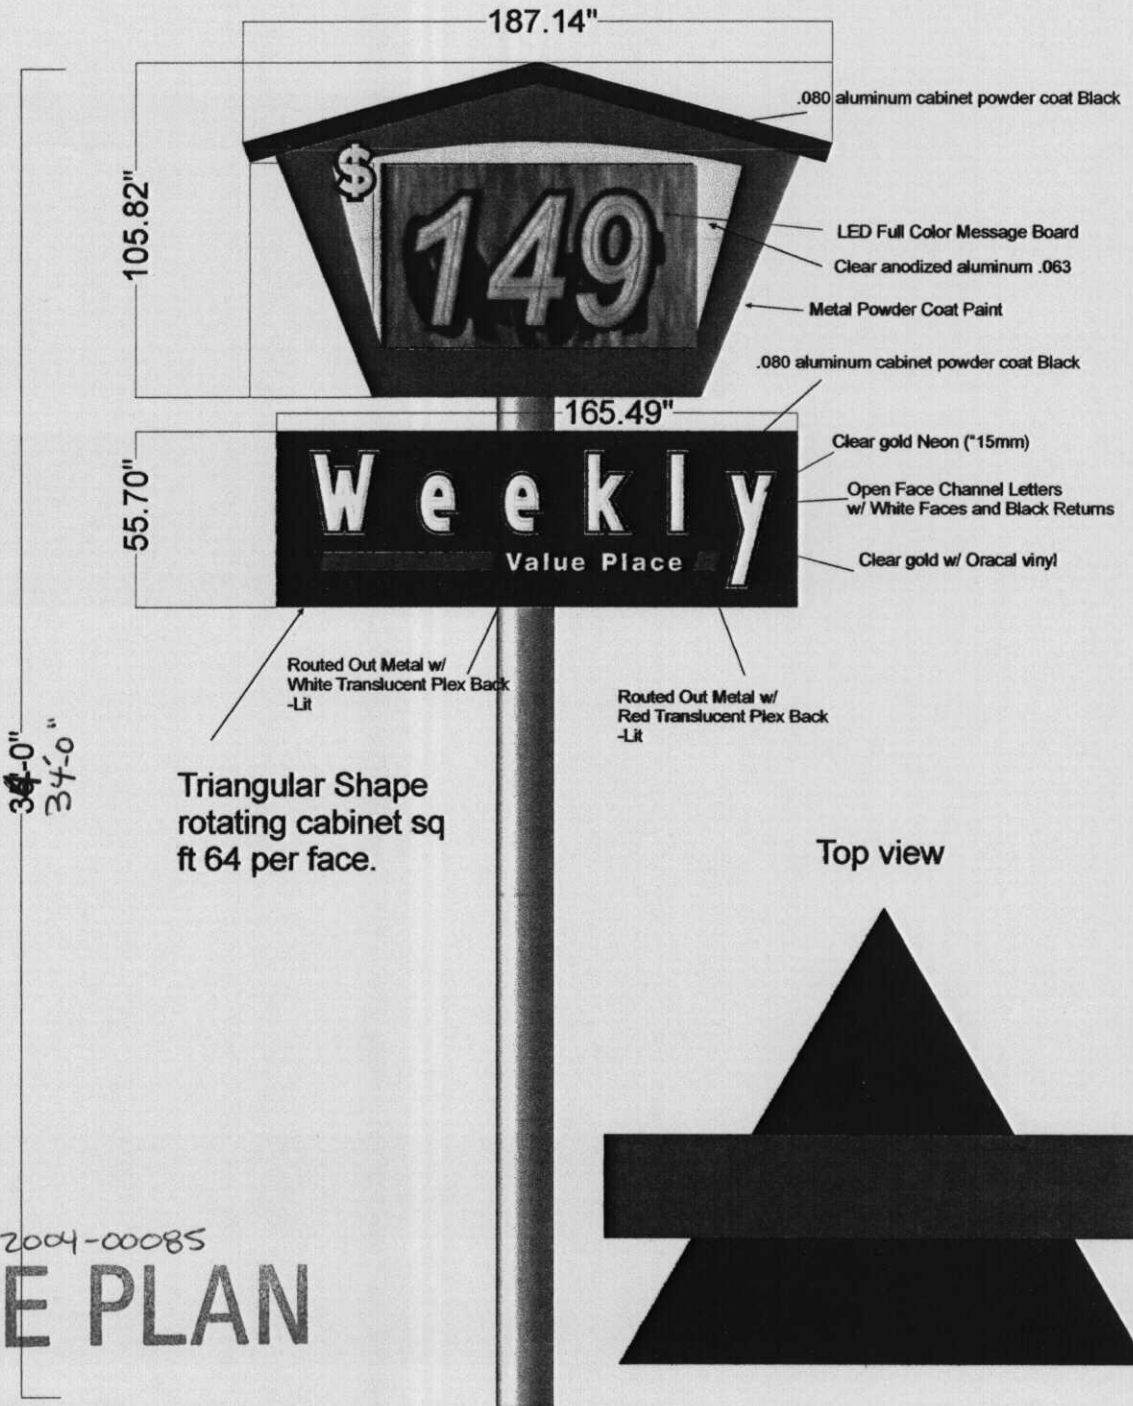 187.14"
.080 aluminum cabinet powder coat Black
105.82"
$
149
LED Full Color Message Board
Clear anodized aluminum .063
Metal Powder Coat Paint
.080 aluminum cabinet powder coat Black
165.49"
55.70"
Weekly
Value Place
Clear gold Neon ("15mm)
Open Face Channel Letters
w/ White Faces and Black Returns
Clear gold w/ Oracal vinyl
Routed Out Metal w/
White Translucent Plex Back
-Lit
Routed Out Metal w/
Red Translucent Plex Back
-Lit
34'-0"
Triangular Shape
rotating cabinet sq
ft 64 per face.
Top view
2004-00085
E PLAN